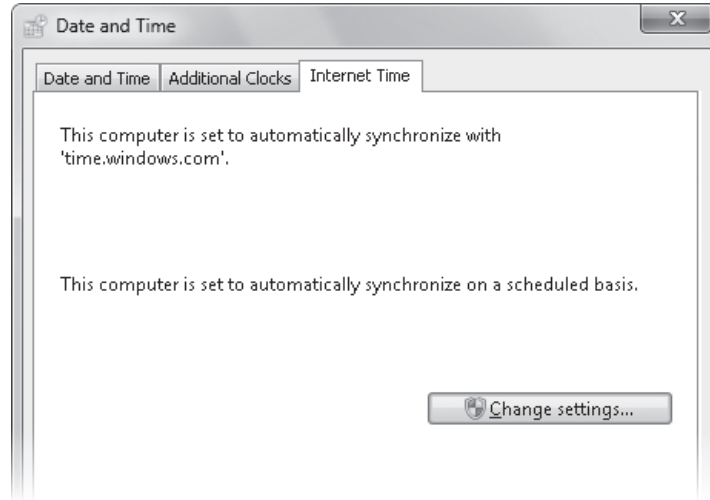 Date and Time
X
Date and Time
Additional Clocks
Internet Time
This computer is set to automatically synchronize with
'time.windows.com'.
This computer is set to automatically synchronize on a scheduled basis.
Change settings...